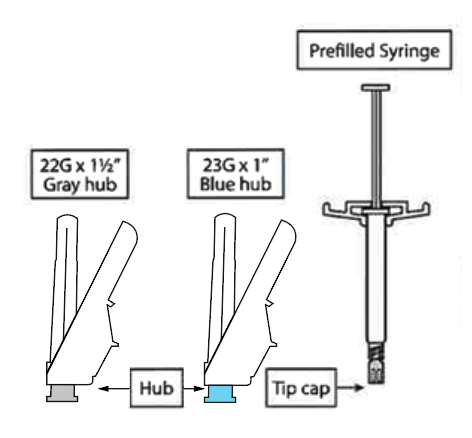 Prefilled Syringe
22G x 1½"
Gray hub
23G x 1"
Blue hub
Hub
Tip cap